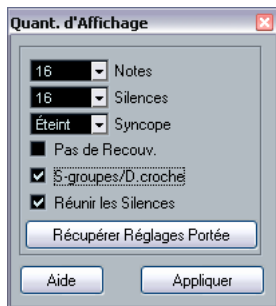 Quant. d'Affichage
16 Notes
16 Silences
Éteint Syncope
Pas de Recouv.
S-groupes/D.croche
Réunir les Silences
Récupérer Réglages Portée
Aide Appliquer